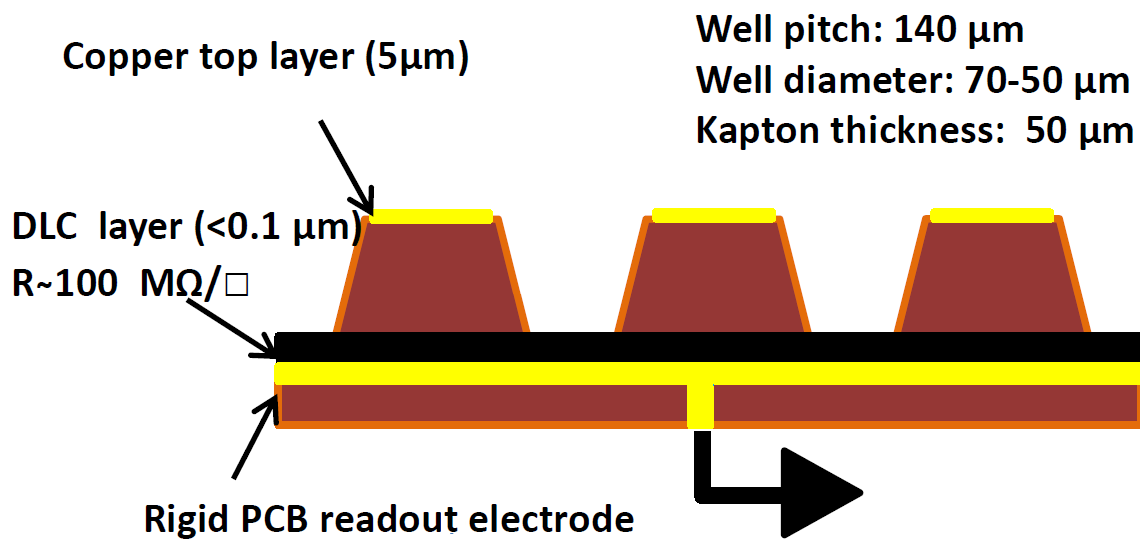 Copper top layer (5μm)
Well pitch: 140 μm
Well diameter: 70-50 μm
Kapton thickness:  50 μm
DLC  layer (<0.1 μm)
R~100  MΩ/□
Rigid PCB readout electrode